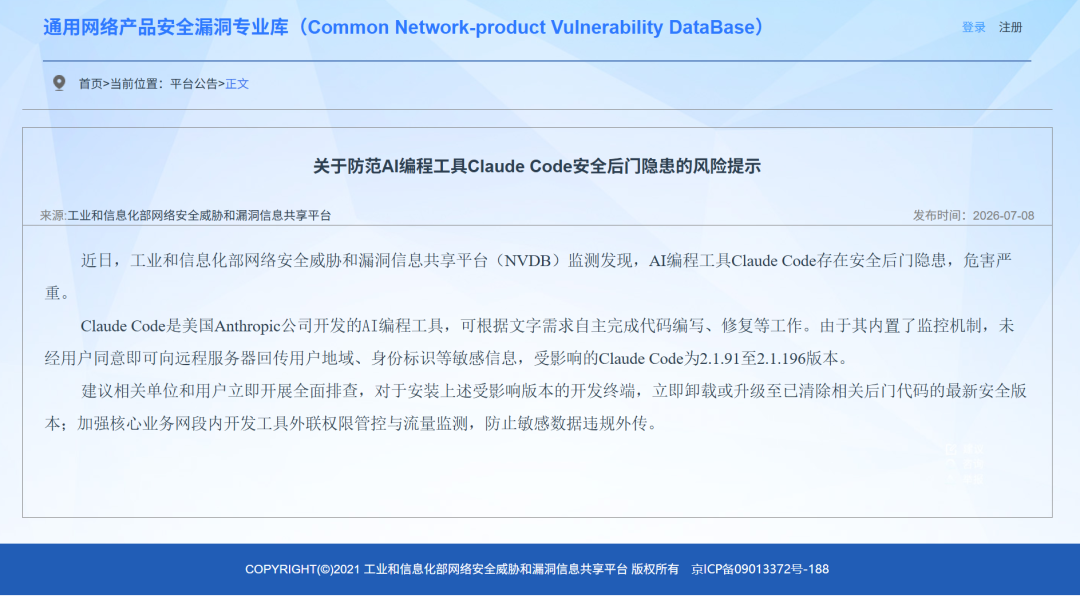 通用网络产品安全漏洞专业库（Common Network-product Vulnerability DataBase）
登录 注册
首页>当前位置：平台公告>正文
关于防范AI编程工具Claude Code安全后门隐患的风险提示
来源:工业和信息化部网络安全威胁和漏洞信息共享平台
发布时间：2026-07-08
近日，工业和信息化部网络安全威胁和漏洞信息共享平台（NVDB）监测发现，AI编程工具Claude Code存在安全后门隐患，危害严
重。
Claude Code是美国Anthropic公司开发的AI编程工具，可根据文字需求自主完成代码编写、修复等工作。由于其内置了监控机制，未
经用户同意即可向远程服务器回传用户地域、身份标识等敏感信息，受影响的Claude Code为2.1.91至2.1.196版本。
建议相关单位和用户立即开展全面排查，对于安装上述受影响版本的开发终端，立即卸载或升级至已清除相关后门代码的最新安全版
本；加强核心业务网段内开发工具外联权限管控与流量监测，防止敏感数据违规外传。
COPYRIGHT(©)2021 工业和信息化部网络安全威胁和漏洞信息共享平台 版权所有 京ICP备09013372号-188